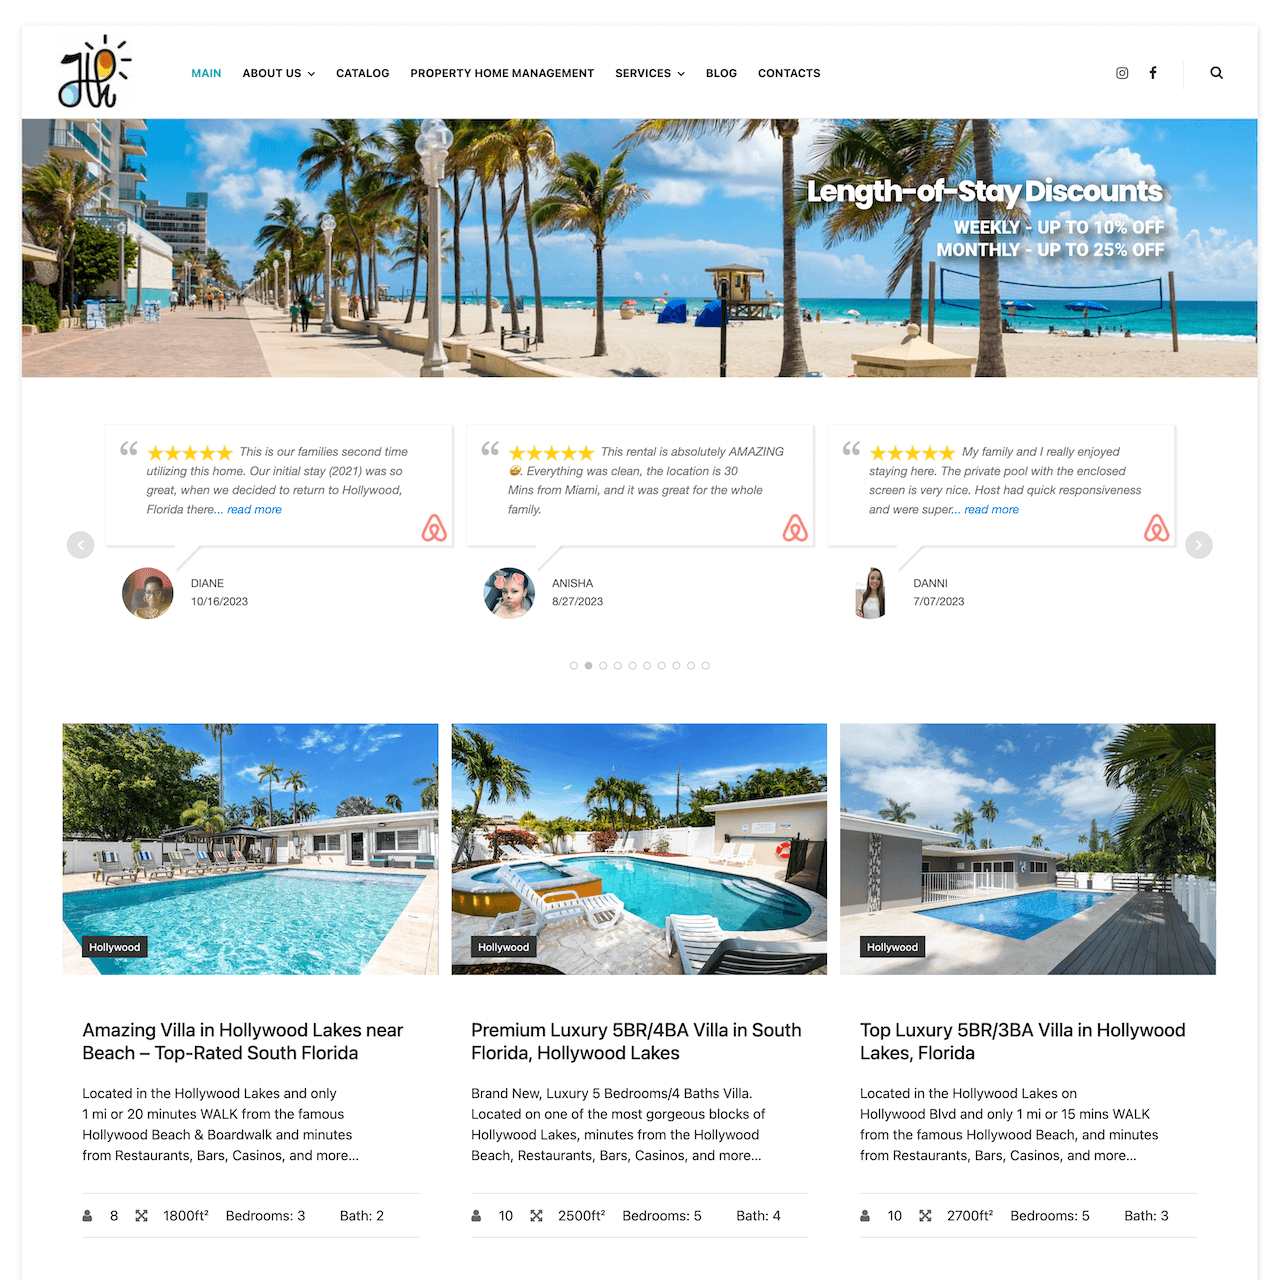 MAIN ABOUT US CATALOG PROPERTY HOME MANAGEMENT SERVICES BLOG CONTACTS
Length-of-Stay Discounts
WEEKLY - UP TO 10% OFF
MONTHLY - UP TO 25% OFF
“ ★★★★★ This is our families second time
utilizing this home. Our initial stay (2021) was so
great, when we decided to return to Hollywood,
Florida there... read more
DIANE
10/16/2023
“ ★★★★★ This rental is absolutely AMAZING
🤩. Everything was clean, the location is 30
Mins from Miami, and it was great for the whole
family.
ANISHA
8/27/2023
“ ★★★★★ My family and I really enjoyed
staying here. The private pool with the enclosed
screen is very nice. Host had quick responsiveness
and were super... read more
DANNI
7/07/2023
Hollywood
Amazing Villa in Hollywood Lakes near
Beach – Top-Rated South Florida
Located in the Hollywood Lakes and only
1 mi or 20 minutes WALK from the famous
Hollywood Beach & Boardwalk and minutes
from Restaurants, Bars, Casinos, and more...
8 1800ft² Bedrooms: 3 Bath: 2
Hollywood
Premium Luxury 5BR/4BA Villa in South
Florida, Hollywood Lakes
Brand New, Luxury 5 Bedrooms/4 Baths Villa.
Located on one of the most gorgeous blocks of
Hollywood Lakes, minutes from the Hollywood
Beach, Restaurants, Bars, Casinos, and more...
10 2500ft² Bedrooms: 5 Bath: 4
Hollywood
Top Luxury 5BR/3BA Villa in Hollywood
Lakes, Florida
Located in the Hollywood Lakes on
Hollywood Blvd and only 1 mi or 15 mins WALK
from the famous Hollywood Beach, and minutes
from Restaurants, Bars, Casinos, and more...
10 2700ft² Bedrooms: 5 Bath: 3